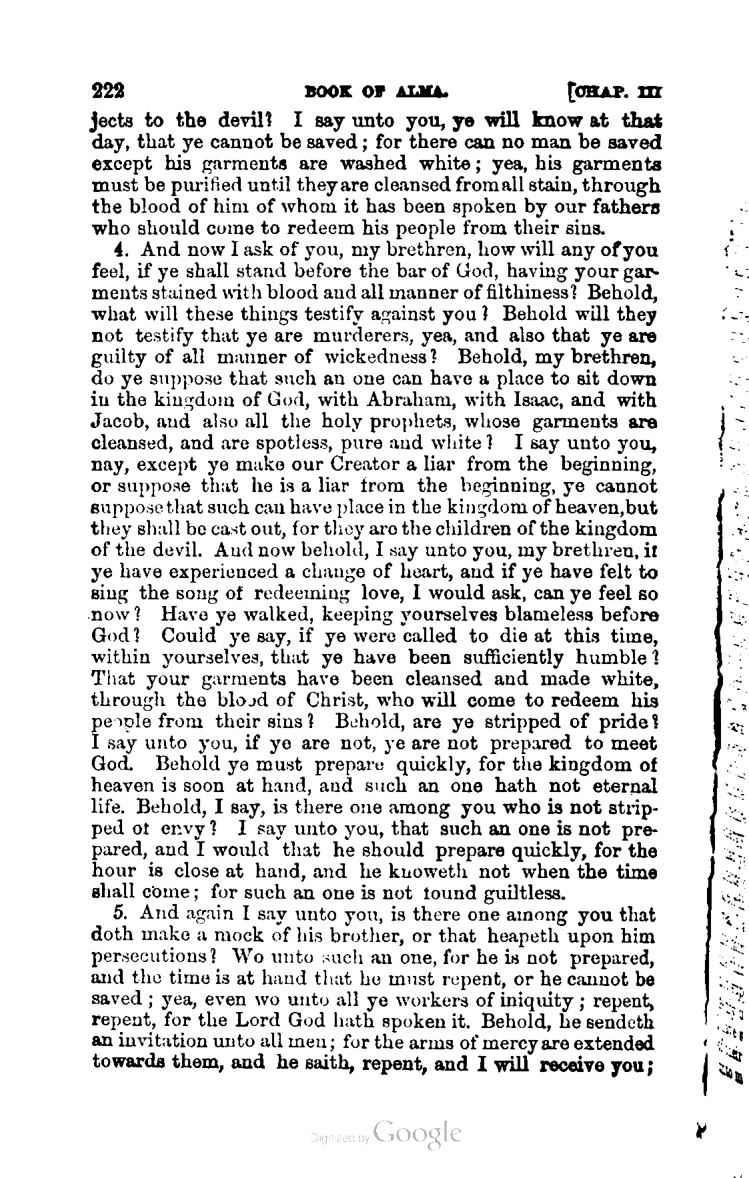 222 BOOK OF ALMA. [CHAP. III
jects to the devil? I say unto you, ye will know at that
day, that ye cannot be saved; for there can no man be saved
except his garments are washed white; yea, his garments
must be purified until they are cleansed from all stain, through
the blood of him of whom it has been spoken by our fathers
who should come to redeem his people from their sins.
4. And now I ask of you, my brethren, how will any of you
feel, if ye shall stand before the bar of God, having your gar-
ments stained with blood and all manner of filthiness? Behold,
what will these things testify against you? Behold will they
not testify that ye are murderers, yea, and also that ye are
guilty of all manner of wickedness? Behold, my brethren,
do ye suppose that such an one can have a place to sit down
in the kingdom of God, with Abraham, with Isaac, and with
Jacob, and also all the holy prophets, whose garments are
cleansed, and are spotless, pure and white? I say unto you,
nay, except ye make our Creator a liar from the beginning,
or suppose that he is a liar from the beginning, ye cannot
suppose that such can have place in the kingdom of heaven, but
they shall be cast out, for they are the children of the kingdom
of the devil. And now behold, I say unto you, my brethren, if
ye have experienced a change of heart, and if ye have felt to
sing the song of redeeming love, I would ask, can ye feel so
now? Have ye walked, keeping yourselves blameless before
God? Could ye say, if ye were called to die at this time,
within yourselves, that ye have been sufficiently humble?
That your garments have been cleansed and made white,
through the blood of Christ, who will come to redeem his
people from their sins? Behold, are ye stripped of pride?
I say unto you, if ye are not, ye are not prepared to meet
God. Behold ye must prepare quickly, for the kingdom of
heaven is soon at hand, and such an one hath not eternal
life. Behold, I say, is there one among you who is not strip-
ped of envy? I say unto you, that such an one is not pre-
pared, and I would that he should prepare quickly, for the
hour is close at hand, and he knoweth not when the time
shall come; for such an one is not found guiltless.
5. And again I say unto you, is there one among you that
doth make a mock of his brother, or that heapeth upon him
persecutions? Wo unto such an one, for he is not prepared,
and the time is at hand that he must repent, or he cannot be
saved; yea, even wo unto all ye workers of iniquity; repent,
repent, for the Lord God hath spoken it. Behold, he sendeth
an invitation unto all men; for the arms of mercy are extended
towards them, and he saith, repent, and I will receive you;
Digitized by Google